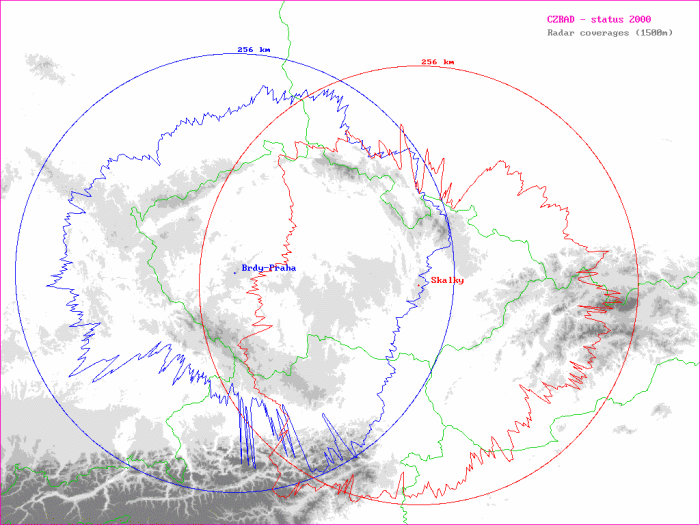 CZRAD - status 2000
Radar coverages (1500m)
256 km
256 km
Brdy-Praha
Skalky